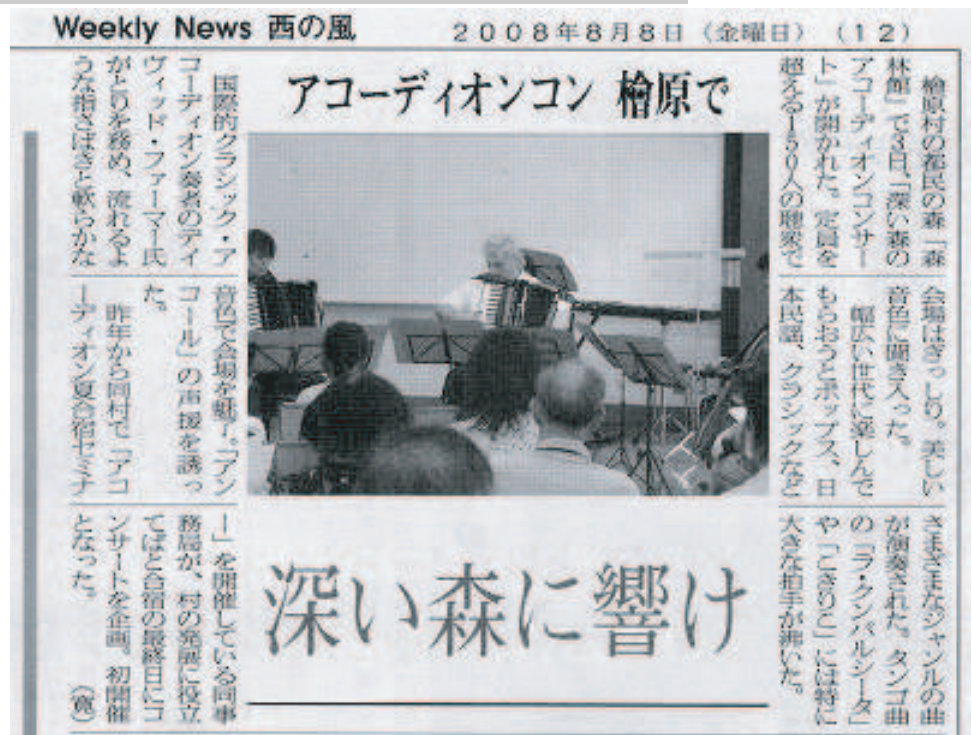 Weekly News 西の風 2008年8月8日(金曜日) (12)
アコーディオンコン 檜原で
深い森に響け
檜原村の都民の森「森
林館」で3日、「深い森の
アコーディオンコンサー
ト」が開かれた。定員を
超える150人の聴衆で
会場はぎっしり。美しい
音色に聞き入った。
幅広い世代に楽しんで
もらおうとポップス、日
本民謡、クラシックなど
さまざまなジャンルの曲
が演奏された。タンゴ曲
の「ラ・クンパルシータ」
や「こきりこ」には特に
大きな拍手が沸いた。
国際的クラシック・ア
コーディオン奏者のディ
ヴィッド・ファーマー氏
がとりを務め、流れるよ
うな指さばきと軟らかな
音色で会場を魅了。「アン
コール」の声援を誘っ
た。
昨年から同村で「アコ
ーディオン夏合宿セミナ
ー」を開催している同事
務局が、村の発展に役立
てばと合宿の最終日にコ
ンサートを企画。初開催
となった。 (寛)